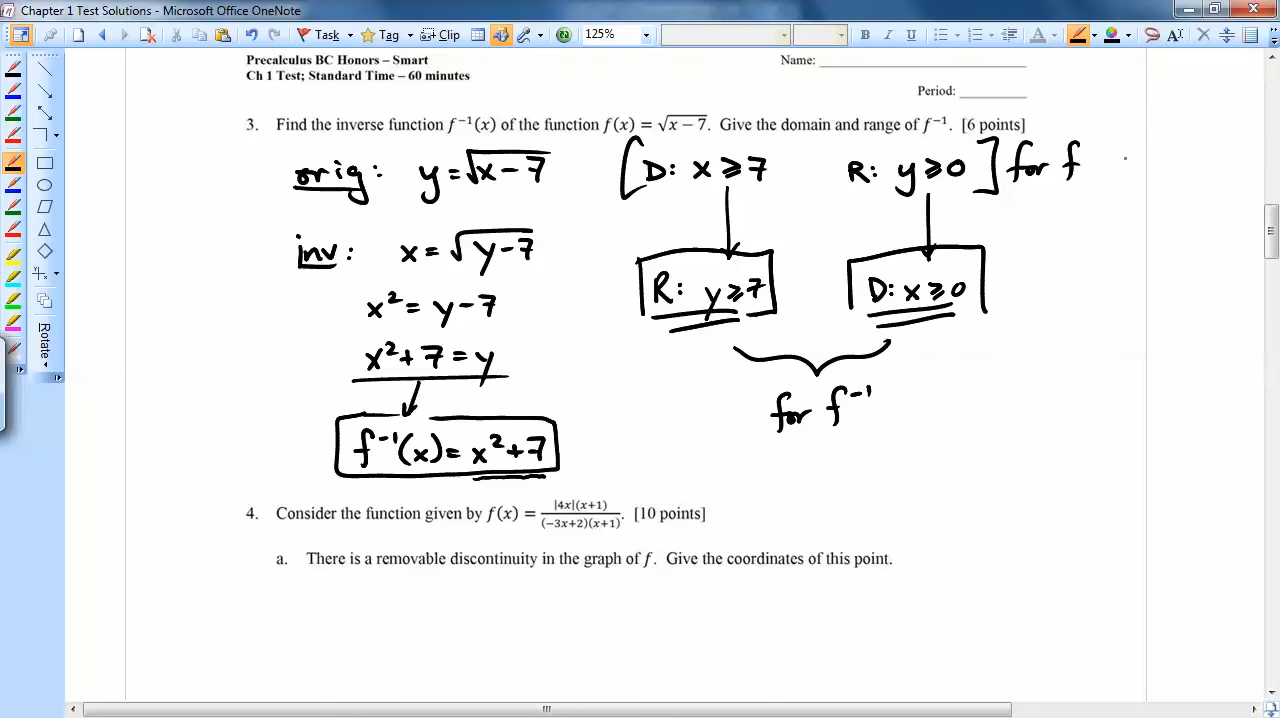 Chapter 1 Test Solutions - Microsoft Office OneNote
Task Tag Clip 125% B I U
Precalculus BC Honors – Smart Name: ____________
Ch 1 Test; Standard Time – 60 minutes
Period: ________
3. Find the inverse function f⁻¹(x) of the function f(x) = √(x − 7). Give the domain and range of f⁻¹. [6 points]
orig: y = √(x − 7) [D: x ≥ 7 R: y ≥ 0] for f
inv: x = √(y − 7)
R: y ≥ 7 D: x ≥ 0
x² = y − 7
x² + 7 = y
for f⁻¹
f⁻¹(x) = x² + 7
4. Consider the function given by f(x) = |4x|(x+1)/(−3x+2)(x+1). [10 points]
a. There is a removable discontinuity in the graph of f. Give the coordinates of this point.
Rotate